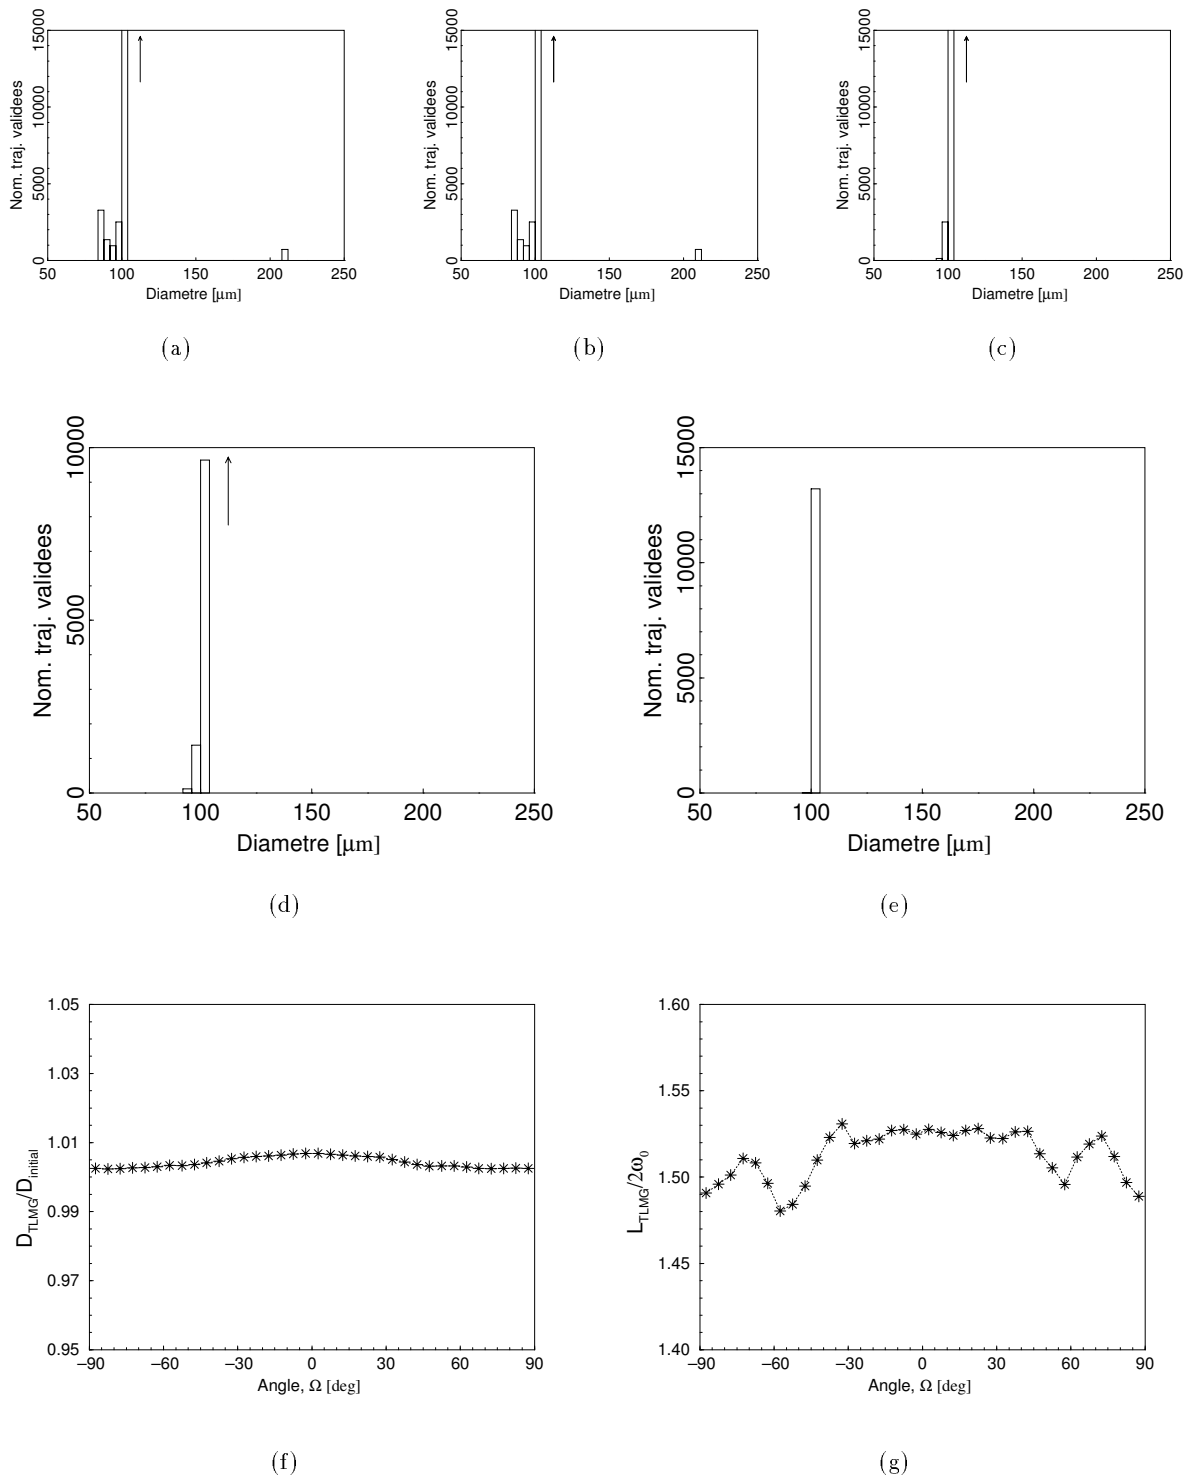 15000
10000
5000
0
Nom. traj. validees
50 100 150 200 250
Diametre [μm]
(a)
15000
10000
5000
0
Nom. traj. validees
50 100 150 200 250
Diametre [μm]
(b)
15000
10000
5000
0
Nom. traj. validees
50 100 150 200 250
Diametre [μm]
(c)
10000
5000
0
Nom. traj. validees
50 100 150 200 250
Diametre [μm]
(d)
15000
10000
5000
0
Nom. traj. validees
50 100 150 200 250
Diametre [μm]
(e)
1.05
1.03
1.01
0.99
0.97
0.95
D_TLMG/D_initial
−90 −60 −30 0 30 60 90
Angle, Ω [deg]
(f)
1.60
1.55
1.50
1.45
1.40
L_TLMG/2ω_0
−90 −60 −30 0 30 60 90
Angle, Ω [deg]
(g)